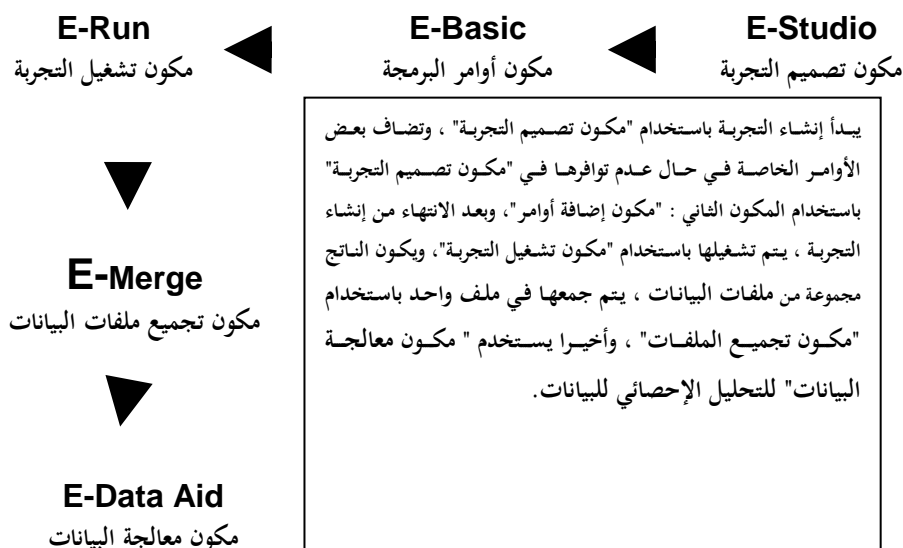 E-Studio
مكون تصميم التجربة
E-Basic
مكون أوامر البرمجة
E-Run
مكون تشغيل التجربة
يبدأ إنشاء التجربة باستخدام "مكون تصميم التجربة" ، وتضاف بعض
الأوامر الخاصة في حال عدم توافرها في "مكون تصميم التجربة"
باستخدام المكون الثاني : "مكون إضافة أوامر"، وبعد الانتهاء من إنشاء
التجربة ، يتم تشغيلها باستخدام "مكون تشغيل التجربة"، ويكون الناتج
مجموعة من ملفات البيانات ، يتم جمعها في ملف واحد باستخدام
"مكون تجميع الملفات" ، وأخيرا يستخدم " مكون معالجة
البيانات" للتحليل الإحصائي للبيانات.
E-Merge
مكون تجميع ملفات البيانات
E-Data Aid
مكون معالجة البيانات